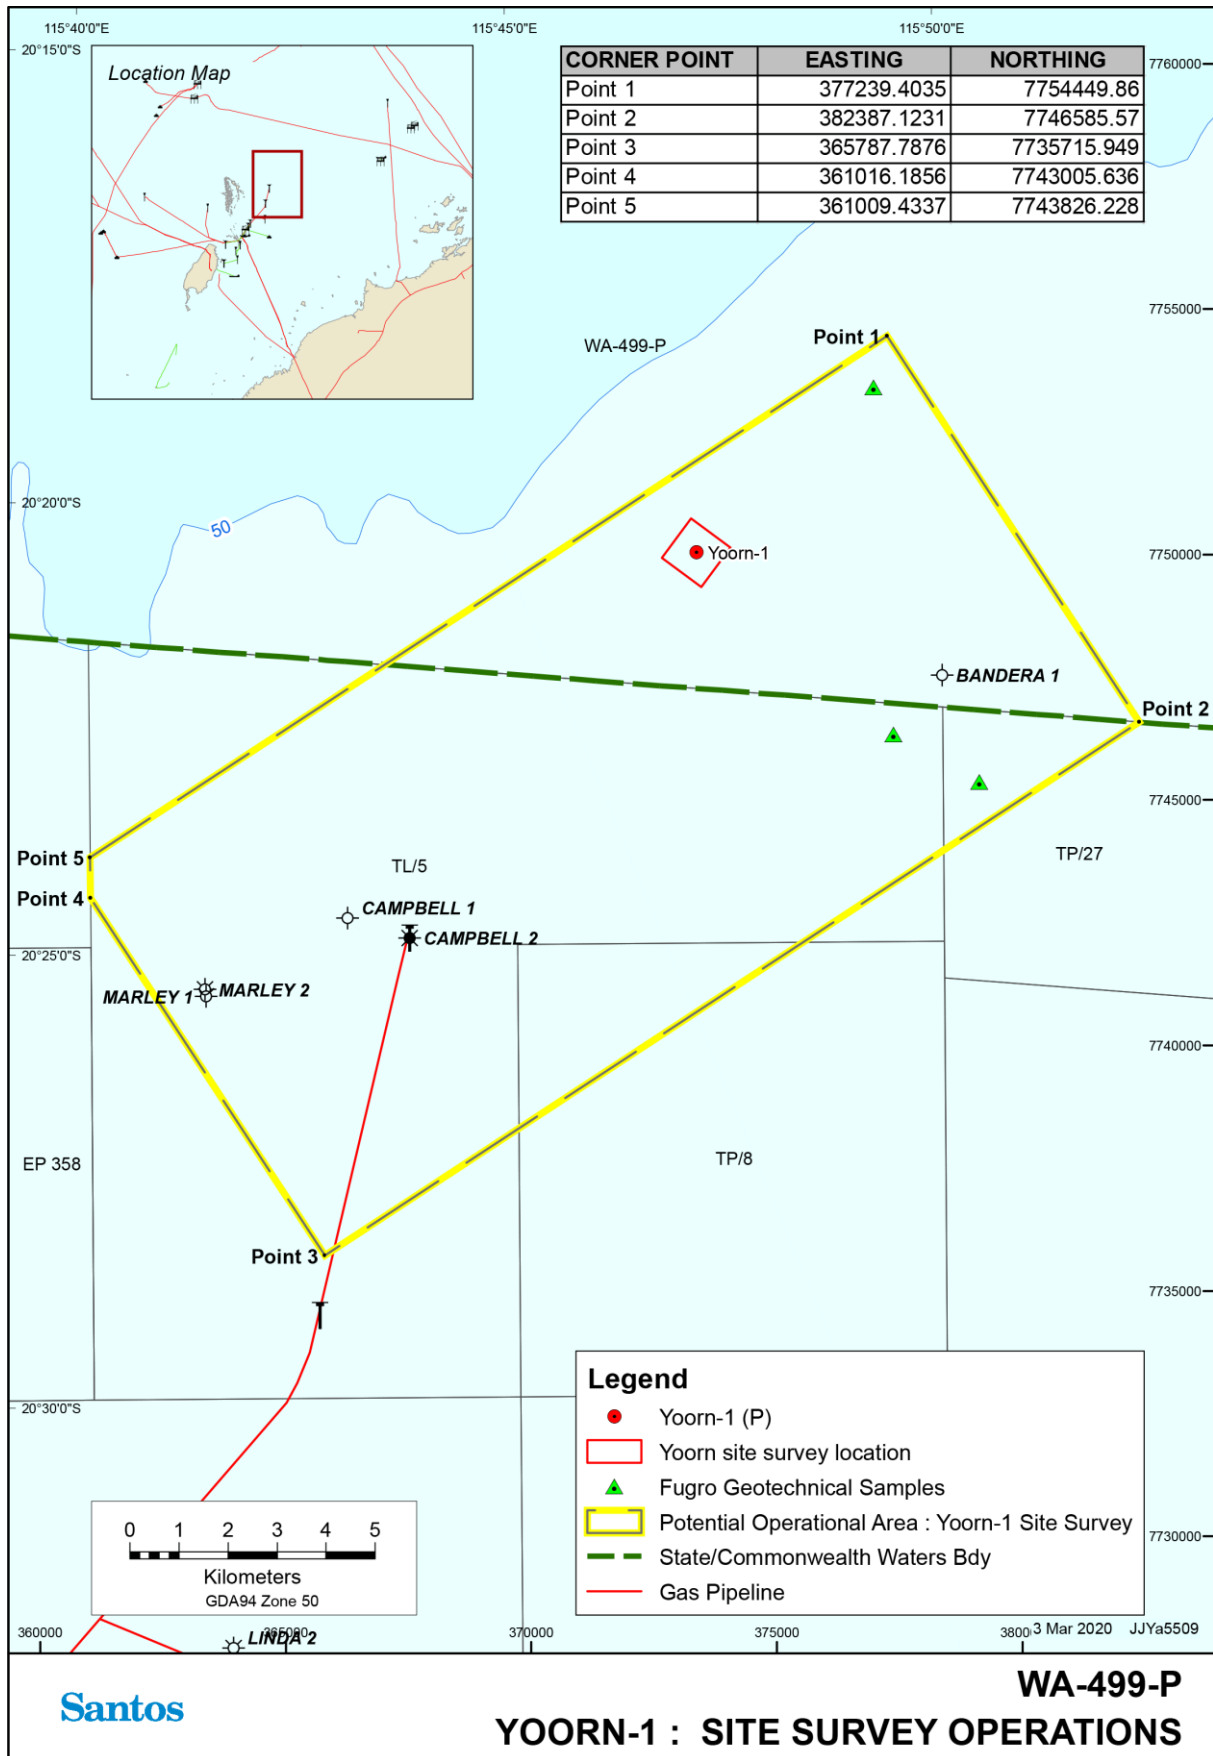 115°40'0"E
115°45'0"E
115°50'0"E
20°15'0"S
Location Map
CORNER POINT EASTING NORTHING
Point 1 377239.4035 7754449.86
Point 2 382387.1231 7746585.57
Point 3 365787.7876 7735715.949
Point 4 361016.1856 7743005.636
Point 5 361009.4337 7743826.228
7760000
7755000
Point 1
WA-499-P
20°20'0"S
50
Yoorn-1
7750000
BANDERA 1
Point 2
7745000
Point 5
TL/5
TP/27
Point 4
CAMPBELL 1
CAMPBELL 2
20°25'0"S
MARLEY 2
MARLEY 1
7740000
EP 358
TP/8
Point 3
7735000
20°30'0"S
Legend
Yoorn-1 (P)
Yoorn site survey location
Fugro Geotechnical Samples
Potential Operational Area : Yoorn-1 Site Survey
State/Commonwealth Waters Bdy
Gas Pipeline
7730000
0 1 2 3 4 5
Kilometers
GDA94 Zone 50
360000
365000
370000
375000
3800
LINDA 2
3 Mar 2020 JJYa5509
Santos
WA-499-P
YOORN-1 : SITE SURVEY OPERATIONS